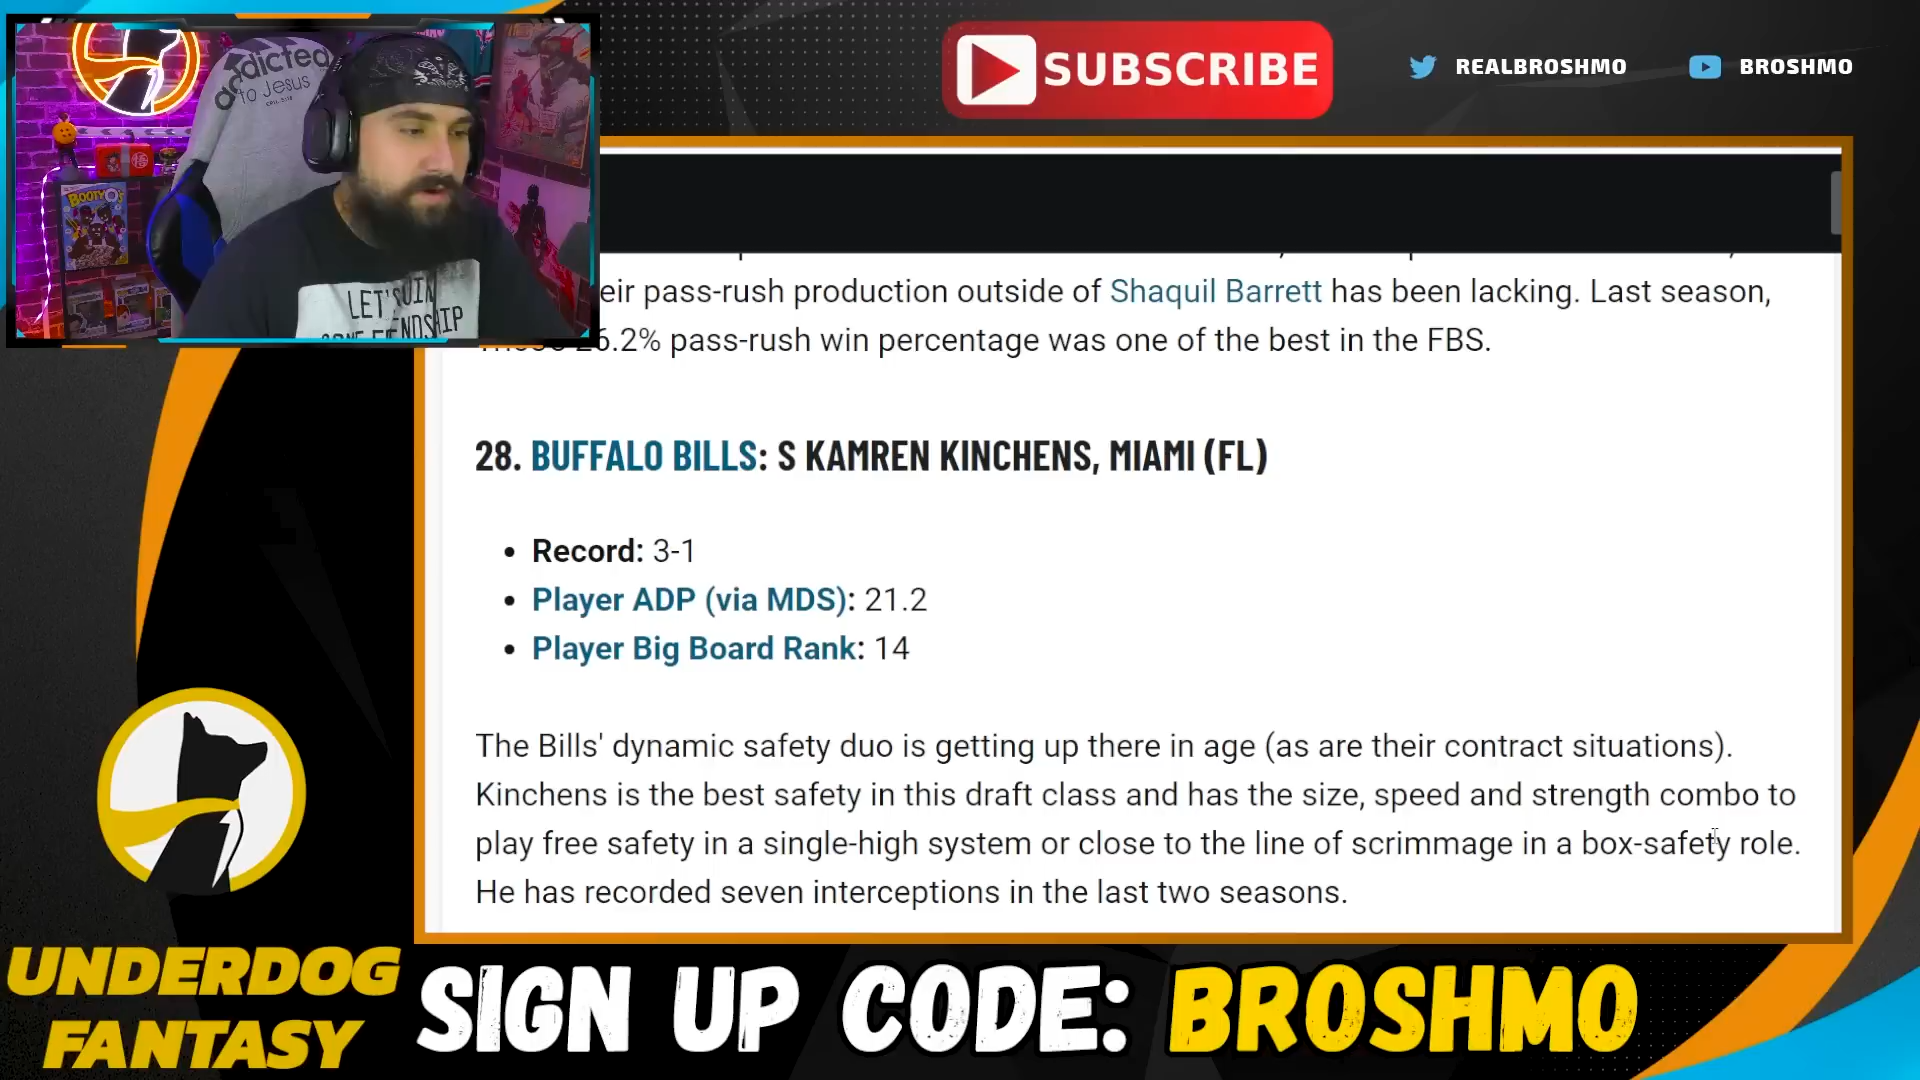 addicted
to Jesus
BOOTY O's
LET'S
SUBSCRIBE
REALBROSHMO
BROSHMO
eir pass-rush production outside of Shaquil Barrett has been lacking. Last season,
6.2% pass-rush win percentage was one of the best in the FBS.
28. BUFFALO BILLS: S KAMREN KINCHENS, MIAMI (FL)
• Record: 3-1
• Player ADP (via MDS): 21.2
• Player Big Board Rank: 14
The Bills' dynamic safety duo is getting up there in age (as are their contract situations).
Kinchens is the best safety in this draft class and has the size, speed and strength combo to
play free safety in a single-high system or close to the line of scrimmage in a box-safety role.
He has recorded seven interceptions in the last two seasons.
UNDERDOG
FANTASY
SIGN UP CODE: BROSHMO